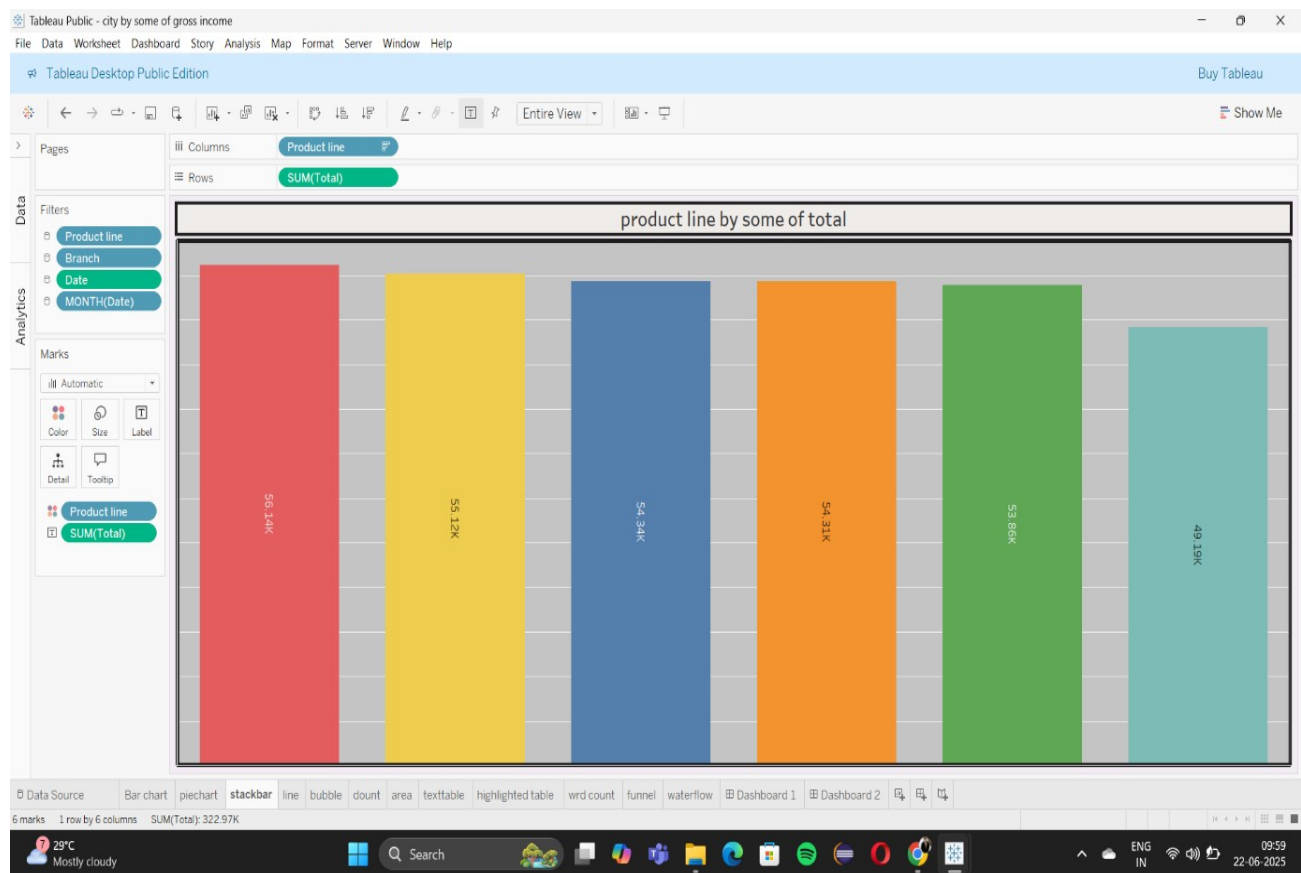 Tableau Public - city by some of gross income
File Data Worksheet Dashboard Story Analysis Map Format Server Window Help
Tableau Desktop Public Edition Buy Tableau
Entire View Show Me
Pages
Columns Product line
Rows SUM(Total)
Data
Analytics
Filters
Product line
Branch
Date
MONTH(Date)
Marks
Automatic
Color Size Label
Detail Tooltip
Product line
SUM(Total)
product line by some of total
56.14K
55.12K
54.34K
54.31K
53.86K
49.19K
Data Source Bar chart piechart stackbar line bubble dount area texttable highlighted table wrd count funnel waterflow Dashboard 1 Dashboard 2
6 marks 1 row by 6 columns SUM(Total): 322.97K
7
29°C
Mostly cloudy
Search
ENG
IN
09:59
22-06-2025